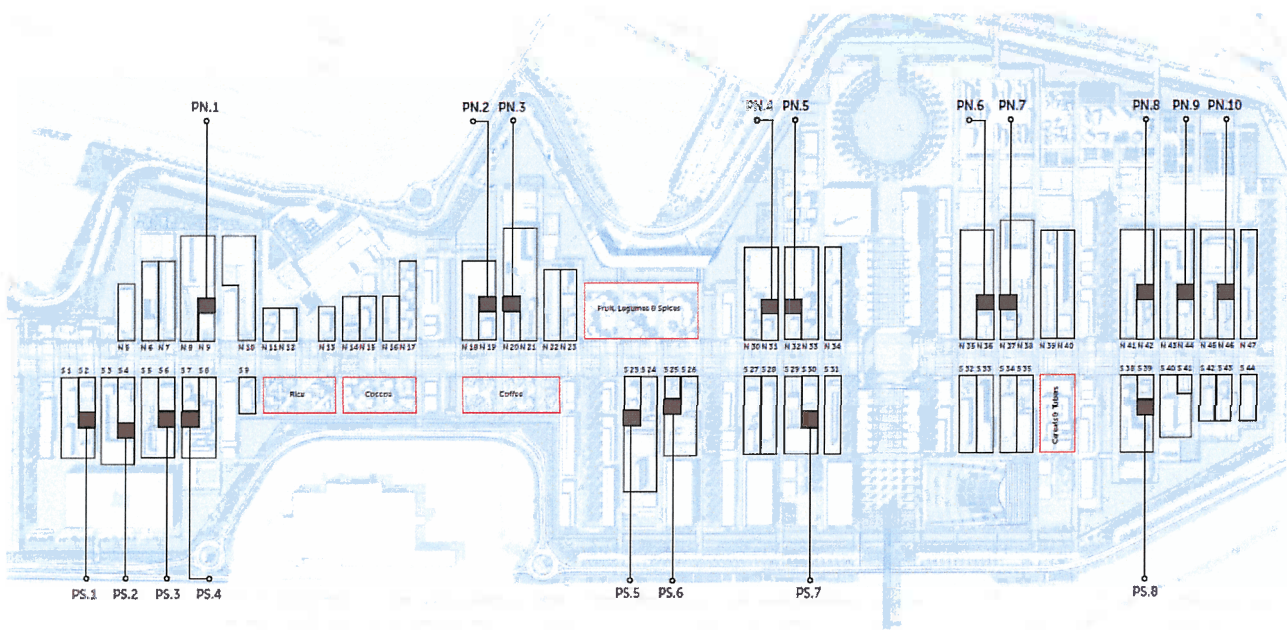 PN.1
PN.2 PN.3
PN.4 PN.5
PN.6 PN.7
PN.8 PN.9 PN.10
Fruit, Legumes & Spices
N 5 N 6 N 7 N 8 N 9 N 10 N 11 N 12 N 13 N 14 N 15 N 16 N 17 N 18 N 19 N 20 N 21 N 22 N 23 N 30 N 31 N 32 N 33 N 34 N 35 N 36 N 37 N 38 N 39 N 40 N 41 N 42 N 43 N 44 N 45 N 46 N 47
S 1 S 2 S 3 S 4 S 5 S 6 S 7 S 8 S 9 S 23 S 24 S 25 S 26 S 27 S 28 S 29 S 30 S 31 S 32 S 33 S 34 S 35 S 38 S 39 S 40 S 41 S 42 S 43 S 44
Rice
Cocoa
Coffee
Cereals & Tubers
PS.1 PS.2 PS.3 PS.4
PS.5 PS.6
PS.7
PS.8